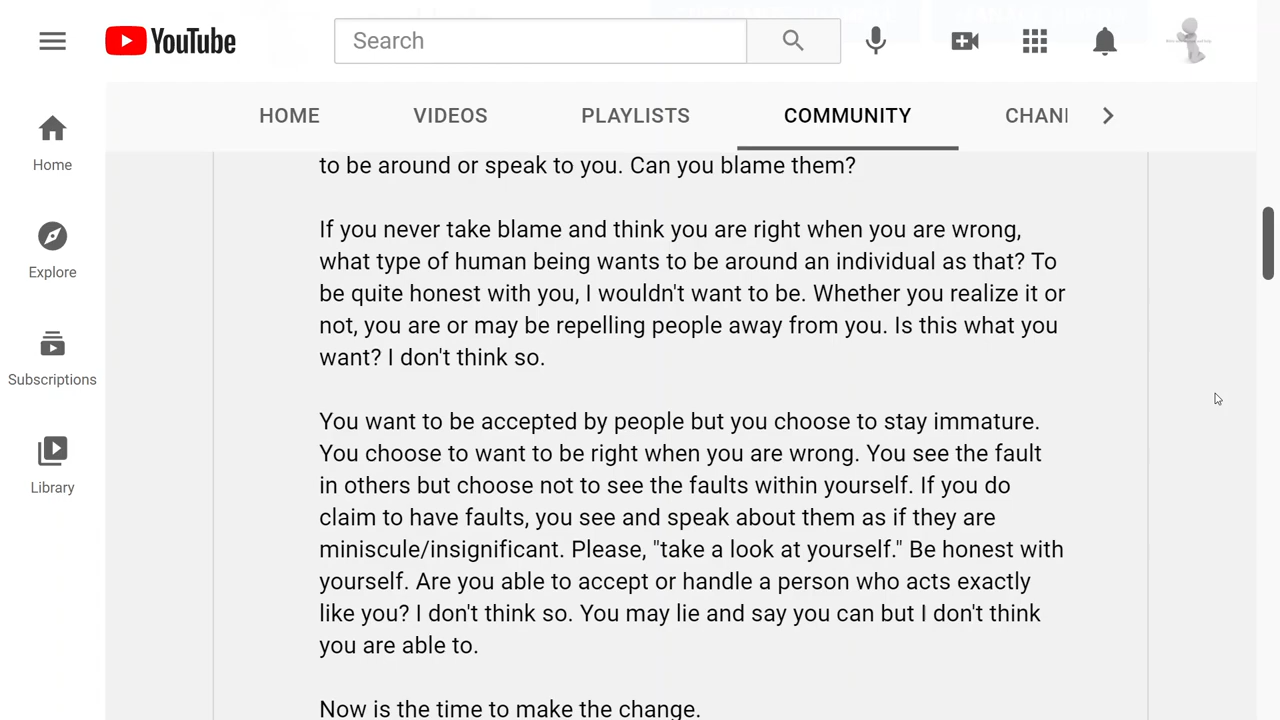 YouTube
Search
HOME
VIDEOS
PLAYLISTS
COMMUNITY
CHANI
Home
Explore
Subscriptions
Library
to be around or speak to you. Can you blame them?
If you never take blame and think you are right when you are wrong,
what type of human being wants to be around an individual as that? To
be quite honest with you, I wouldn't want to be. Whether you realize it or
not, you are or may be repelling people away from you. Is this what you
want? I don't think so.
You want to be accepted by people but you choose to stay immature.
You choose to want to be right when you are wrong. You see the fault
in others but choose not to see the faults within yourself. If you do
claim to have faults, you see and speak about them as if they are
miniscule/insignificant. Please, "take a look at yourself." Be honest with
yourself. Are you able to accept or handle a person who acts exactly
like you? I don't think so. You may lie and say you can but I don't think
you are able to.
Now is the time to make the change.